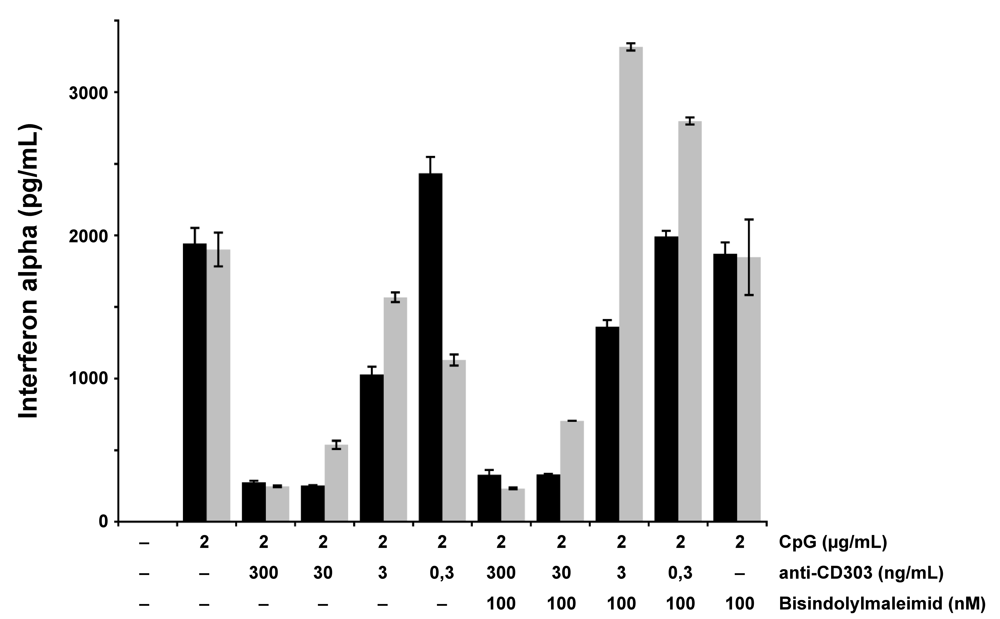 Interferon alpha (pg/mL)
3000
2000
1000
0
– 2 2 2 2 2 2 2 2 2 2 CpG (µg/mL)
– – 300 30 3 0,3 300 30 3 0,3 – anti-CD303 (ng/mL)
– – – – – – 100 100 100 100 100 Bisindolylmaleimid (nM)